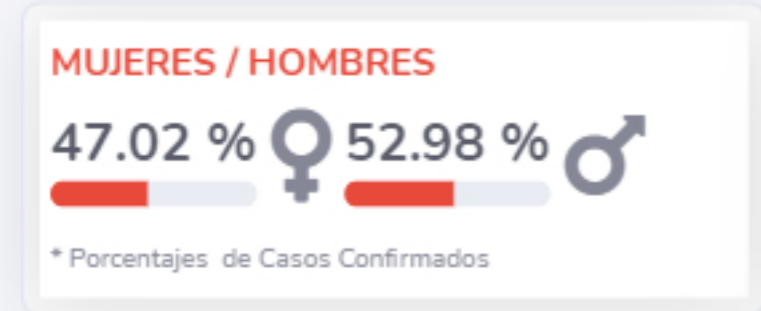 MUJERES / HOMBRES
47.02 % 52.98 %
* Porcentajes de Casos Confirmados